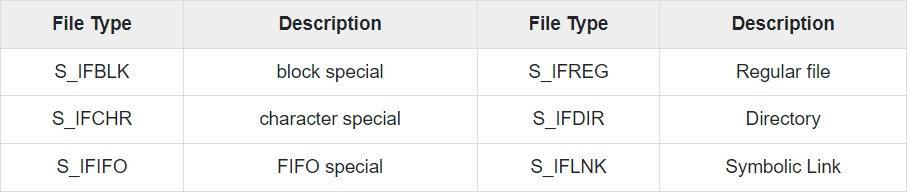 File Type Description File Type Description
S_IFBLK block special S_IFREG Regular file
S_IFCHR character special S_IFDIR Directory
S_IFIFO FIFO special S_IFLNK Symbolic Link